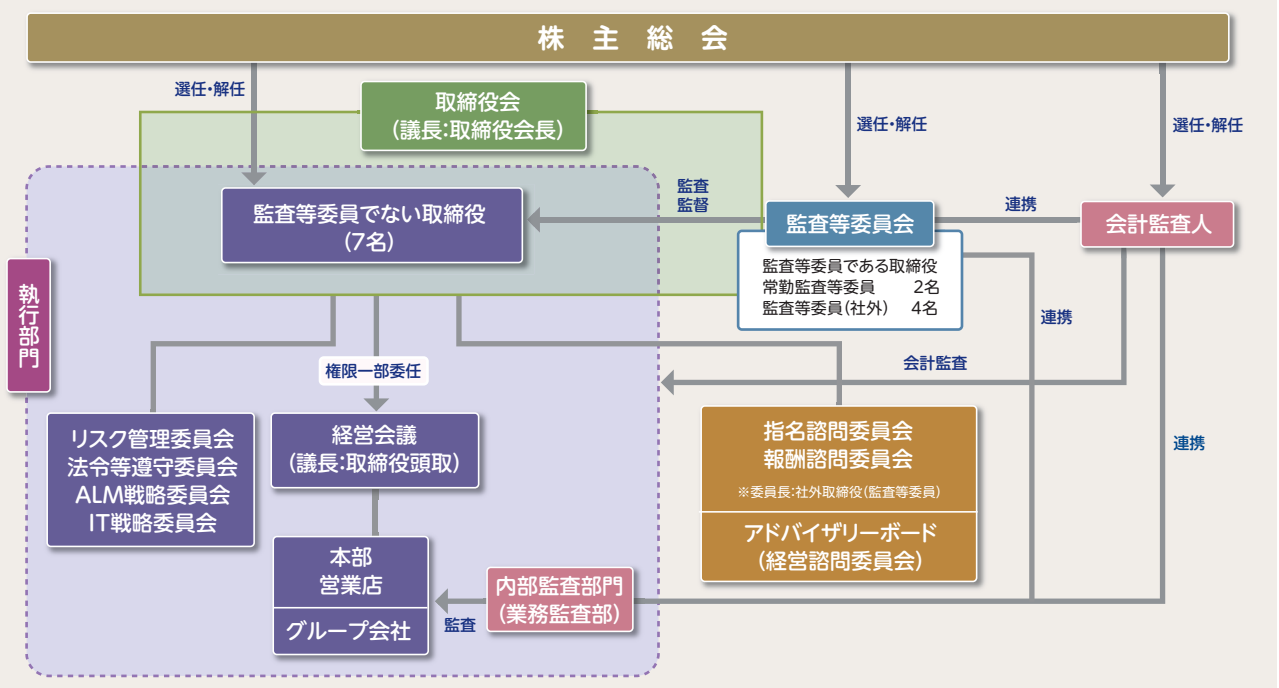 株主総会
選任・解任
選任・解任
選任・解任
取締役会
(議長:取締役会長)
監査等委員でない取締役
(7名)
監査
監督
監査等委員会
連携
会計監査人
監査等委員である取締役
常勤監査等委員 2名
監査等委員(社外) 4名
執行部門
連携
権限一部委任
会計監査
リスク管理委員会
法令等遵守委員会
ALM戦略委員会
IT戦略委員会
経営会議
(議長:取締役頭取)
指名諮問委員会
報酬諮問委員会
※委員長:社外取締役(監査等委員)
アドバイザリーボード
(経営諮問委員会)
連携
本部
営業店
グループ会社
監査
内部監査部門
(業務監査部)